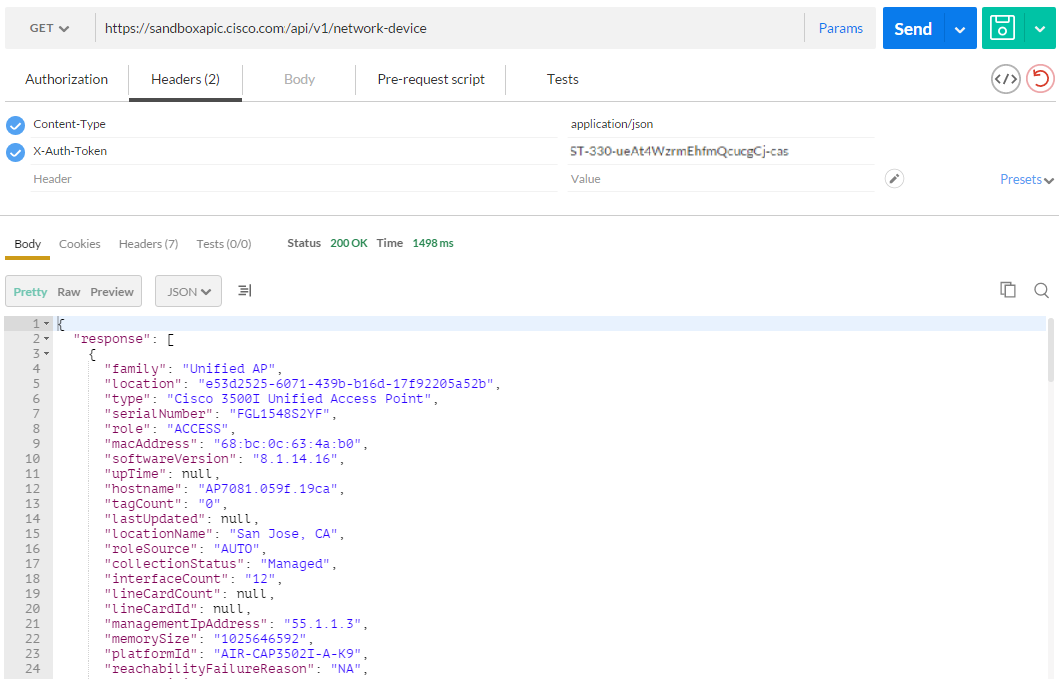 GET https://sandboxapic.cisco.com/api/v1/network-device Params Send
Authorization Headers (2) Body Pre-request script Tests
Content-Type application/json
X-Auth-Token ST-330-ueAt4WzrmEhfmQcucgCj-cas
Header Value Presets
Body Cookies Headers (7) Tests (0/0) Status 200 OK Time 1498 ms
Pretty Raw Preview JSON
1 {
2 "response": [
3 {
4 "family": "Unified AP",
5 "location": "e53d2525-6071-439b-b16d-17f92205a52b",
6 "type": "Cisco 3500I Unified Access Point",
7 "serialNumber": "FGL1548S2YF",
8 "role": "ACCESS",
9 "macAddress": "68:bc:0c:63:4a:b0",
10 "softwareVersion": "8.1.14.16",
11 "upTime": null,
12 "hostname": "AP7081.059f.19ca",
13 "tagCount": "0",
14 "lastUpdated": null,
15 "locationName": "San Jose, CA",
16 "roleSource": "AUTO",
17 "collectionStatus": "Managed",
18 "interfaceCount": "12",
19 "lineCardCount": null,
20 "lineCardId": null,
21 "managementIpAddress": "55.1.1.3",
22 "memorySize": "1025646592",
23 "platformId": "AIR-CAP3502I-A-K9",
24 "reachabilityFailureReason": "NA",